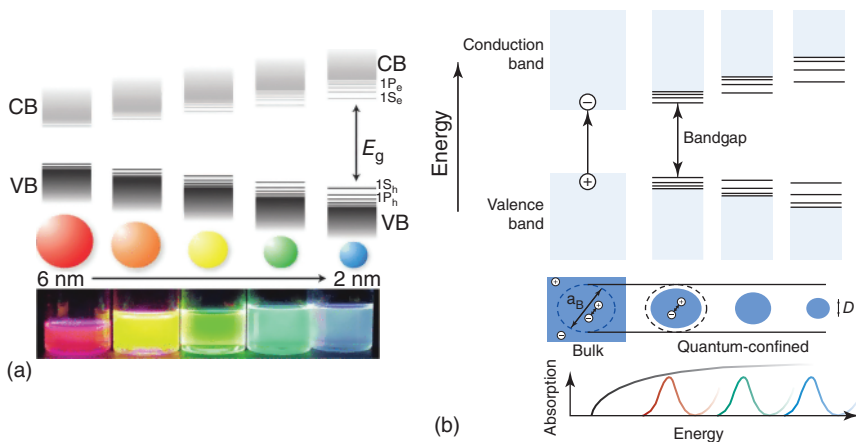 CB
1Pe
1Se
CB
Eg
VB
1Sh
1Ph
VB
6 nm
2 nm
(a)
Conduction
band
Energy
Bandgap
Valence
band
aB
D
Bulk
Quantum-confined
Absorption
Energy
(b)